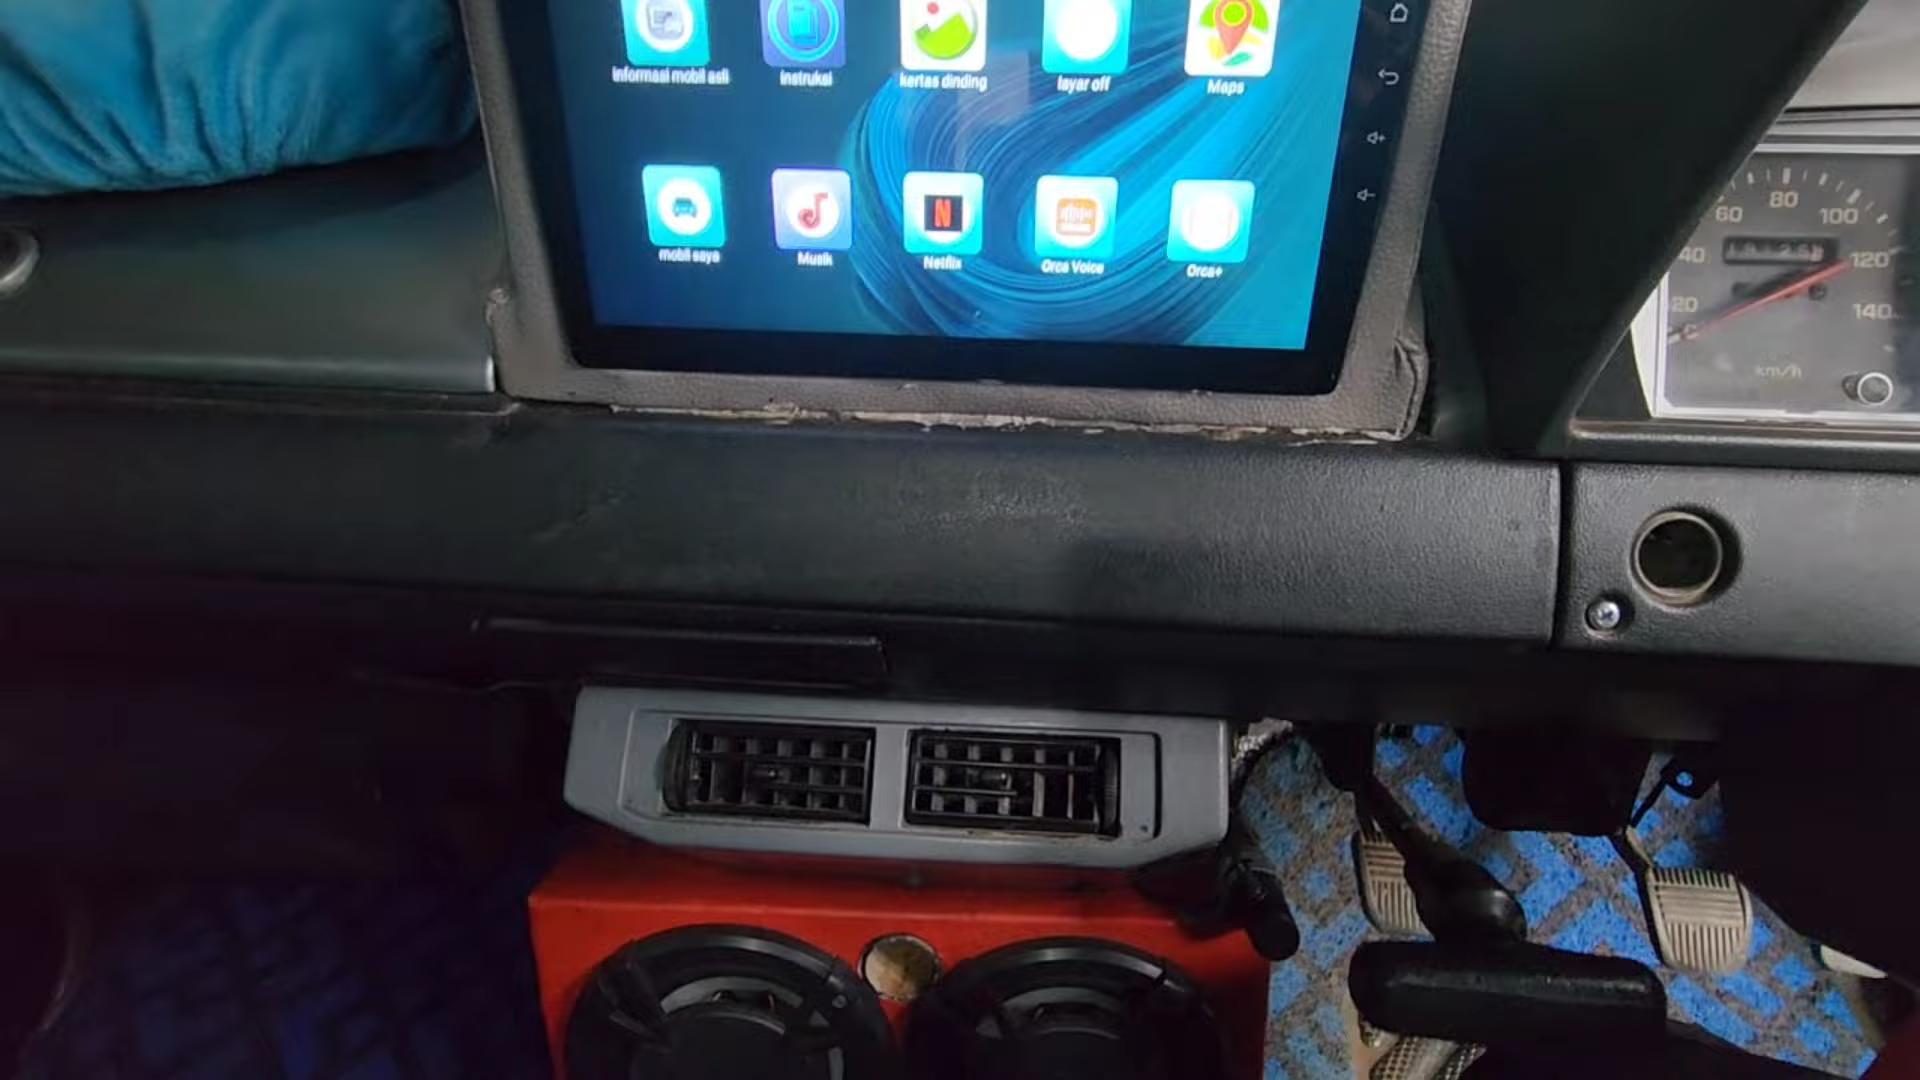 informasi mobil asli
instruksi
kertas dinding
layar off
Maps
mobil saya
Musik
N
Netflix
Orca Voice
Orca+
20
40
60
80
100
120
140
km/h